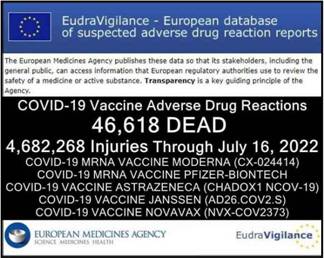 EudraVigilance - European database
of suspected adverse drug reaction reports
The European Medicines Agency publishes these data so that its stakeholders, including the
general public, can access information that European regulatory authorities use to review the
safety of a medicine or active substance. Transparency is a key guiding principle of the
Agency.
COVID-19 Vaccine Adverse Drug Reactions
46,618 DEAD
4,682,268 Injuries Through July 16, 2022
COVID-19 MRNA VACCINE MODERNA (CX-024414)
COVID-19 MRNA VACCINE PFIZER-BIONTECH
COVID-19 VACCINE ASTRAZENECA (CHADOX1 NCOV-19)
COVID-19 VACCINE JANSSEN (AD26.COV2.S)
COVID-19 VACCINE NOVAVAX (NVX-COV2373)
EUROPEAN MEDICINES AGENCY
SCIENCE MEDICINES HEALTH
EudraVigilance